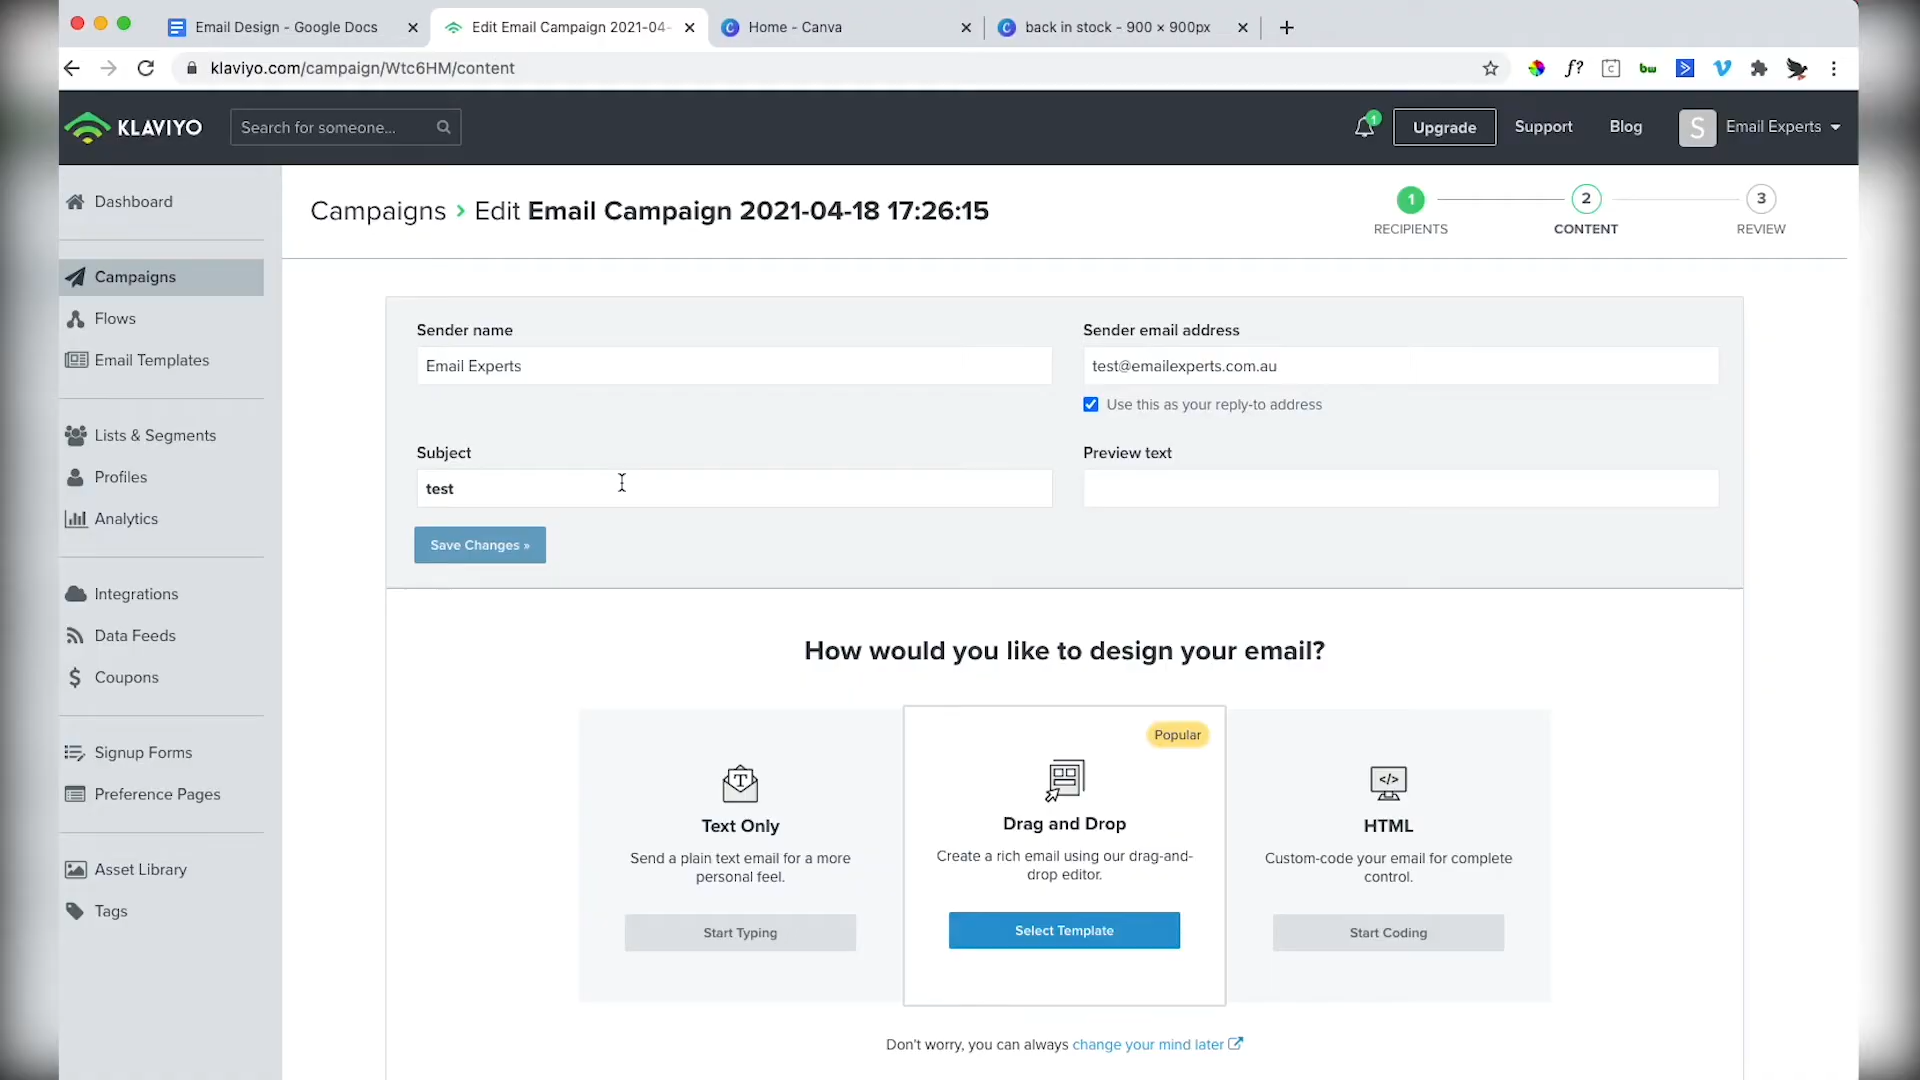 Email Design - Google Docs
Edit Email Campaign 2021-04-
Home - Canva
back in stock - 900 × 900px
klaviyo.com/campaign/Wtc6HM/content
f?
bw
KLAVIYO
Search for someone...
1
Upgrade
Support
Blog
S
Email Experts
Dashboard
Campaigns
Flows
Email Templates
Lists & Segments
Profiles
Analytics
Integrations
Data Feeds
Coupons
Signup Forms
Preference Pages
Asset Library
Tags
Campaigns › Edit Email Campaign 2021-04-18 17:26:15
1
RECIPIENTS
2
CONTENT
3
REVIEW
Sender name
Email Experts
Sender email address
test@emailexperts.com.au
Use this as your reply-to address
Subject
test
Preview text
Save Changes »
How would you like to design your email?
Text Only
Send a plain text email for a more
personal feel.
Start Typing
Popular
Drag and Drop
Create a rich email using our drag-and-
drop editor.
Select Template
HTML
Custom-code your email for complete
control.
Start Coding
Don't worry, you can always change your mind later